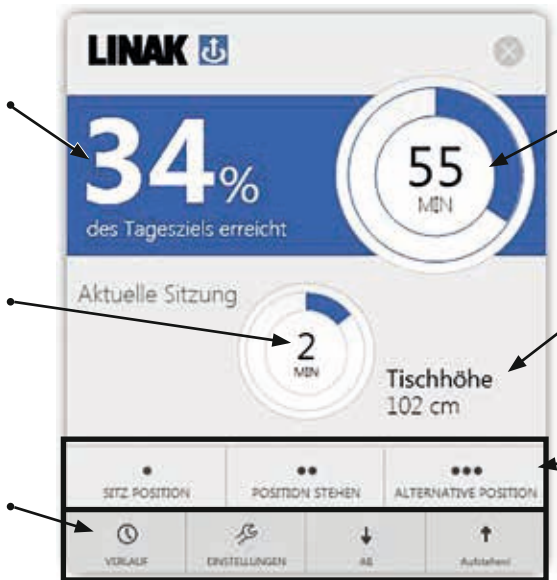 LINAK
34%
des Tagesziels erreicht
55
MIN
Aktuelle Sitzung
2
MIN
Tischhöhe
102 cm
SITZ POSITION
POSITION STEHEN
ALTERNATIVE POSITION
VERLAUF
EINSTELLUNGEN
AB
Aufstehen!